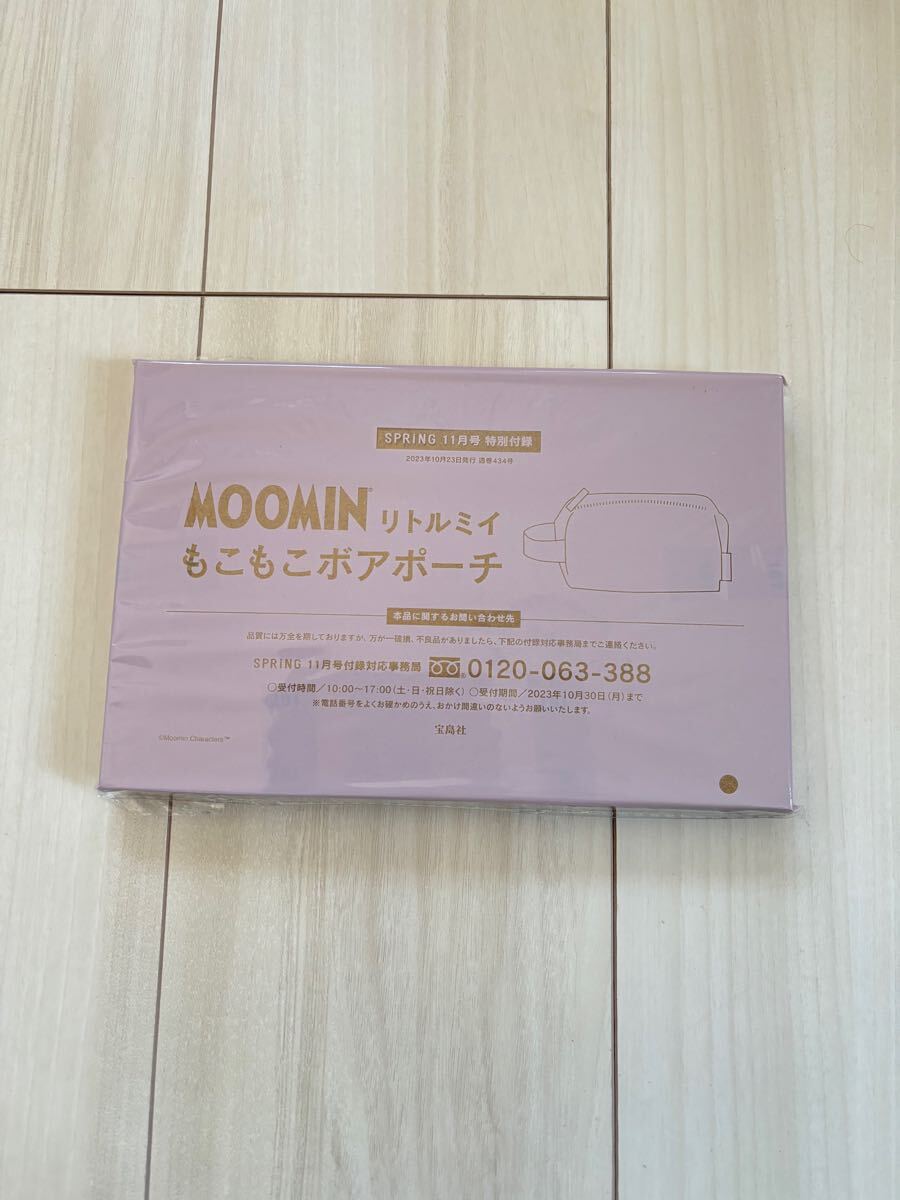 SPRiNG 11月号 特別付録
2023年10月23日発行 通巻434号
MOOMIN® リトルミイ
もこもこボアポーチ
本品に関するお問い合わせ先
品質には万全を期しておりますが、万が一破損、不良品がありましたら、下記の付録対応事務局までご連絡ください。
SPRiNG 11月号付録対応事務局 0120-063-388
○受付時間／10:00〜17:00(土・日・祝日除く) ○受付期間／2023年10月30日(月)まで
※電話番号をよくお確かめのうえ、おかけ間違いのないようお願いいたします。
宝島社
©Moomin Characters™